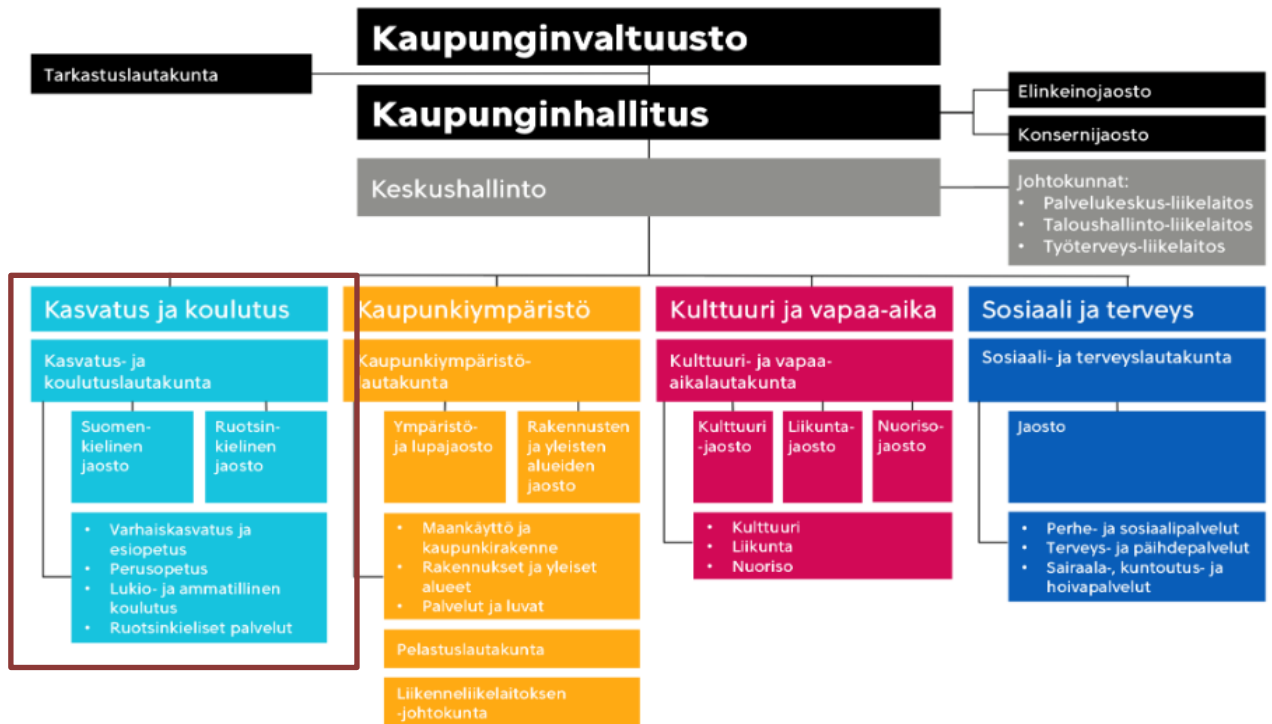 Kaupunginvaltuusto
Tarkastuslautakunta
Kaupunginhallitus
Elinkeinojaosto
Konsernijaosto
Keskushallinto
Johtokunnat:
• Palvelukeskus-liikelaitos
• Taloushallinto-liikelaitos
• Työterveys-liikelaitos
Kasvatus ja koulutus
Kasvatus- ja
koulutuslautakunta
Suomen-
kielinen
jaosto
Ruotsin-
kielinen
jaosto
• Varhaiskasvatus ja
esiopetus
• Perusopetus
• Lukio- ja ammatillinen
koulutus
• Ruotsinkieliset palvelut
Kaupunkiympäristö
Kaupunkiympäristö-
lautakunta
Ympäristö-
ja lupajaosto
Rakennusten
ja yleisten
alueiden
jaosto
• Maankäyttö ja
kaupunkirakenne
• Rakennukset ja yleiset
alueet
• Palvelut ja luvat
Pelastuslautakunta
Liikenneliikelaitoksen
-johtokunta
Kulttuuri ja vapaa-aika
Kulttuuri- ja vapaa-
aikalautakunta
Kulttuuri
-jaosto
Liikunta-
jaosto
Nuoriso-
jaosto
• Kulttuuri
• Liikunta
• Nuoriso
Sosiaali ja terveys
Sosiaali- ja terveyslautakunta
Jaosto
• Perhe- ja sosiaalipalvelut
• Terveys- ja päihdepalvelut
• Sairaala-, kuntoutus- ja
hoivapalvelut